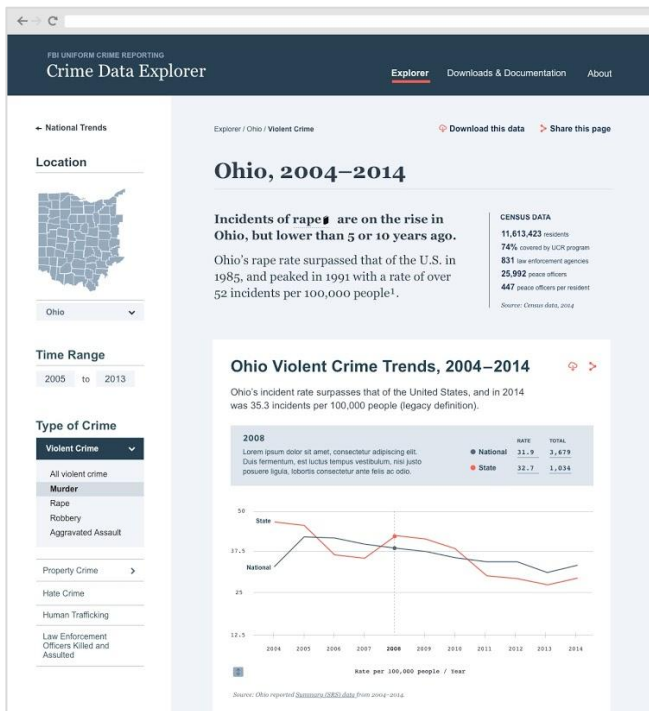 FBI UNIFORM CRIME REPORTING
Crime Data Explorer
Explorer
Downloads & Documentation
About
← National Trends
Location
Ohio
Time Range
2005 to 2013
Type of Crime
Violent Crime
All violent crime
Murder
Rape
Robbery
Aggravated Assault
Property Crime
Hate Crime
Human Trafficking
Law Enforcement
Officers Killed and
Assulted
Explorer / Ohio / Violent Crime
Download this data
Share this page
Ohio, 2004–2014
Incidents of rape are on the rise in
Ohio, but lower than 5 or 10 years ago.
Ohio's rape rate surpassed that of the U.S. in
1985, and peaked in 1991 with a rate of over
52 incidents per 100,000 people¹.
CENSUS DATA
11,613,423 residents
74% covered by UCR program
831 law enforcement agencies
25,992 peace officers
447 peace officers per resident
Source: Census data, 2014
Ohio Violent Crime Trends, 2004–2014
Ohio's incident rate surpasses that of the United States, and in 2014
was 35.3 incidents per 100,000 people (legacy definition).
2008
Lorem ipsum dolor sit amet, consectetur adipiscing elit.
Duis fermentum, est luctus tempus vestibulum, nisi justo
posuere ligula, lobortis consectetur ante felis ac odio.
RATE TOTAL
National 31.9 3,679
State 32.7 1,034
50
State
37.5
National
25
12.5
2004 2005 2006 2007 2008 2009 2010 2011 2012 2013 2014
Rate per 100,000 people / Year
Source: Ohio reported Summary (SRS) data from 2004–2014.